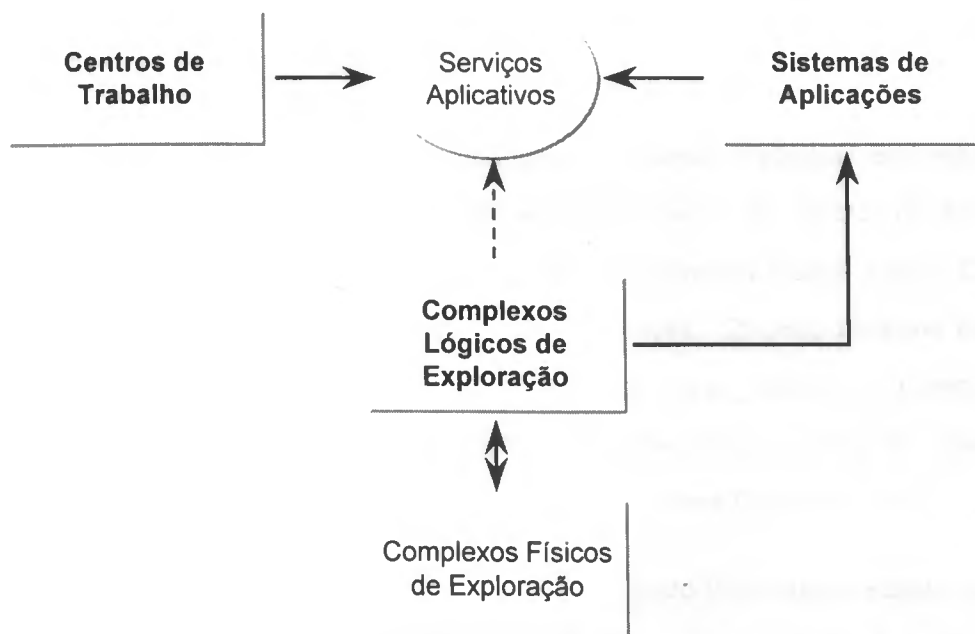 Centros de
Trabalho
Serviços
Aplicativos
Sistemas de
Aplicações
Complexos
Lógicos de
Exploração
Complexos Físicos
de Exploração